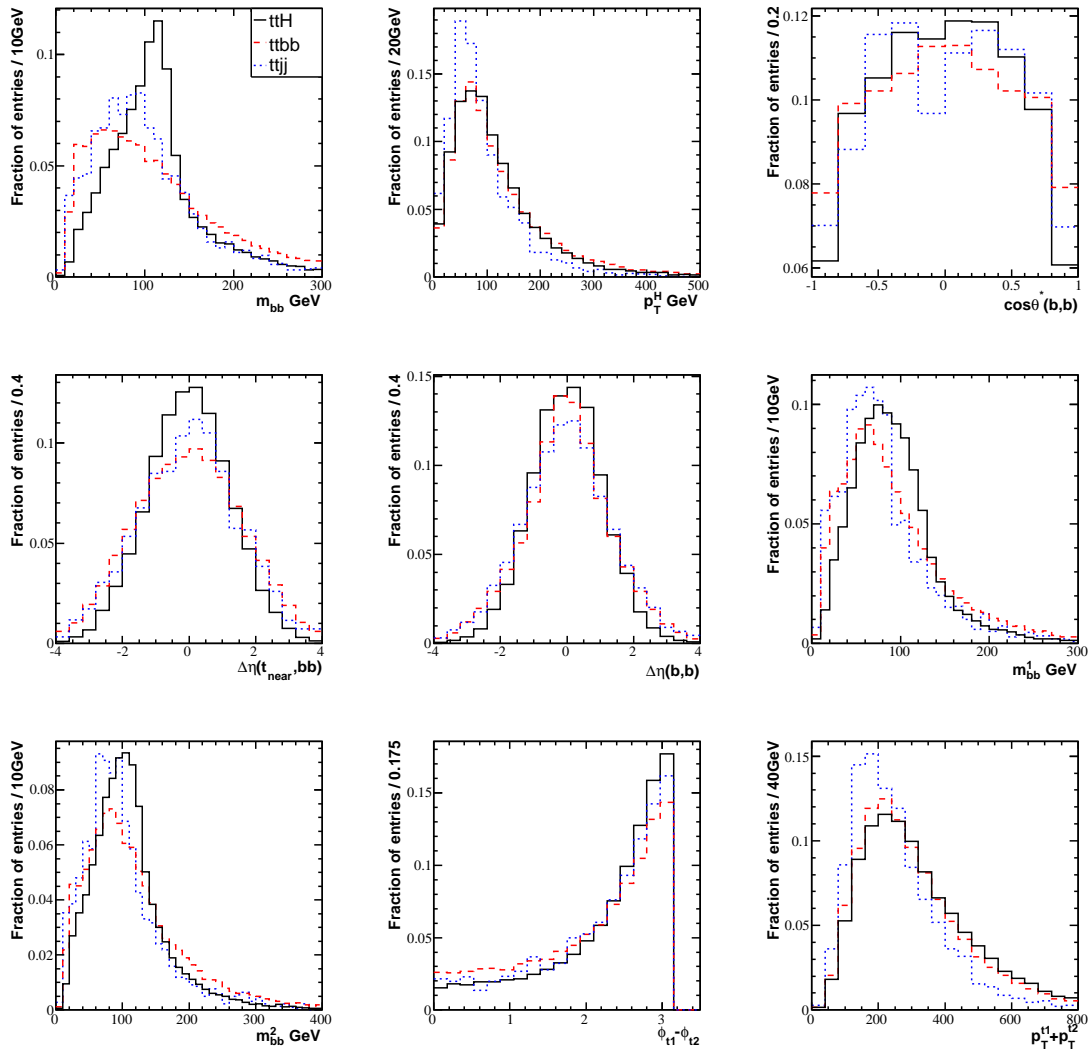 Fraction of entries / 10GeV
0.1
0.05
0
0 100 200 300
m_bb GeV
ttH
ttbb
ttjj
Fraction of entries / 20GeV
0.15
0.1
0.05
0
0 100 200 300 400 500
p_T^H GeV
Fraction of entries / 0.2
0.12
0.1
0.08
0.06
-1 -0.5 0 0.5 1
cosθ*(b,b)
Fraction of entries / 0.4
0.1
0.05
0
-4 -2 0 2 4
Δη(t_near,bb)
Fraction of entries / 0.4
0.15
0.1
0.05
0
-4 -2 0 2 4
Δη(b,b)
Fraction of entries / 10GeV
0.1
0.05
0
0 100 200 300
m_bb^1 GeV
Fraction of entries / 10GeV
0.08
0.06
0.04
0.02
0
0 100 200 300 400
m_bb^2 GeV
Fraction of entries / 0.175
0.15
0.1
0.05
0
0 1 2 3
ϕ_t1-ϕ_t2
Fraction of entries / 40GeV
0.15
0.1
0.05
0
0 200 400 600 800
p_T^t1+p_T^t2